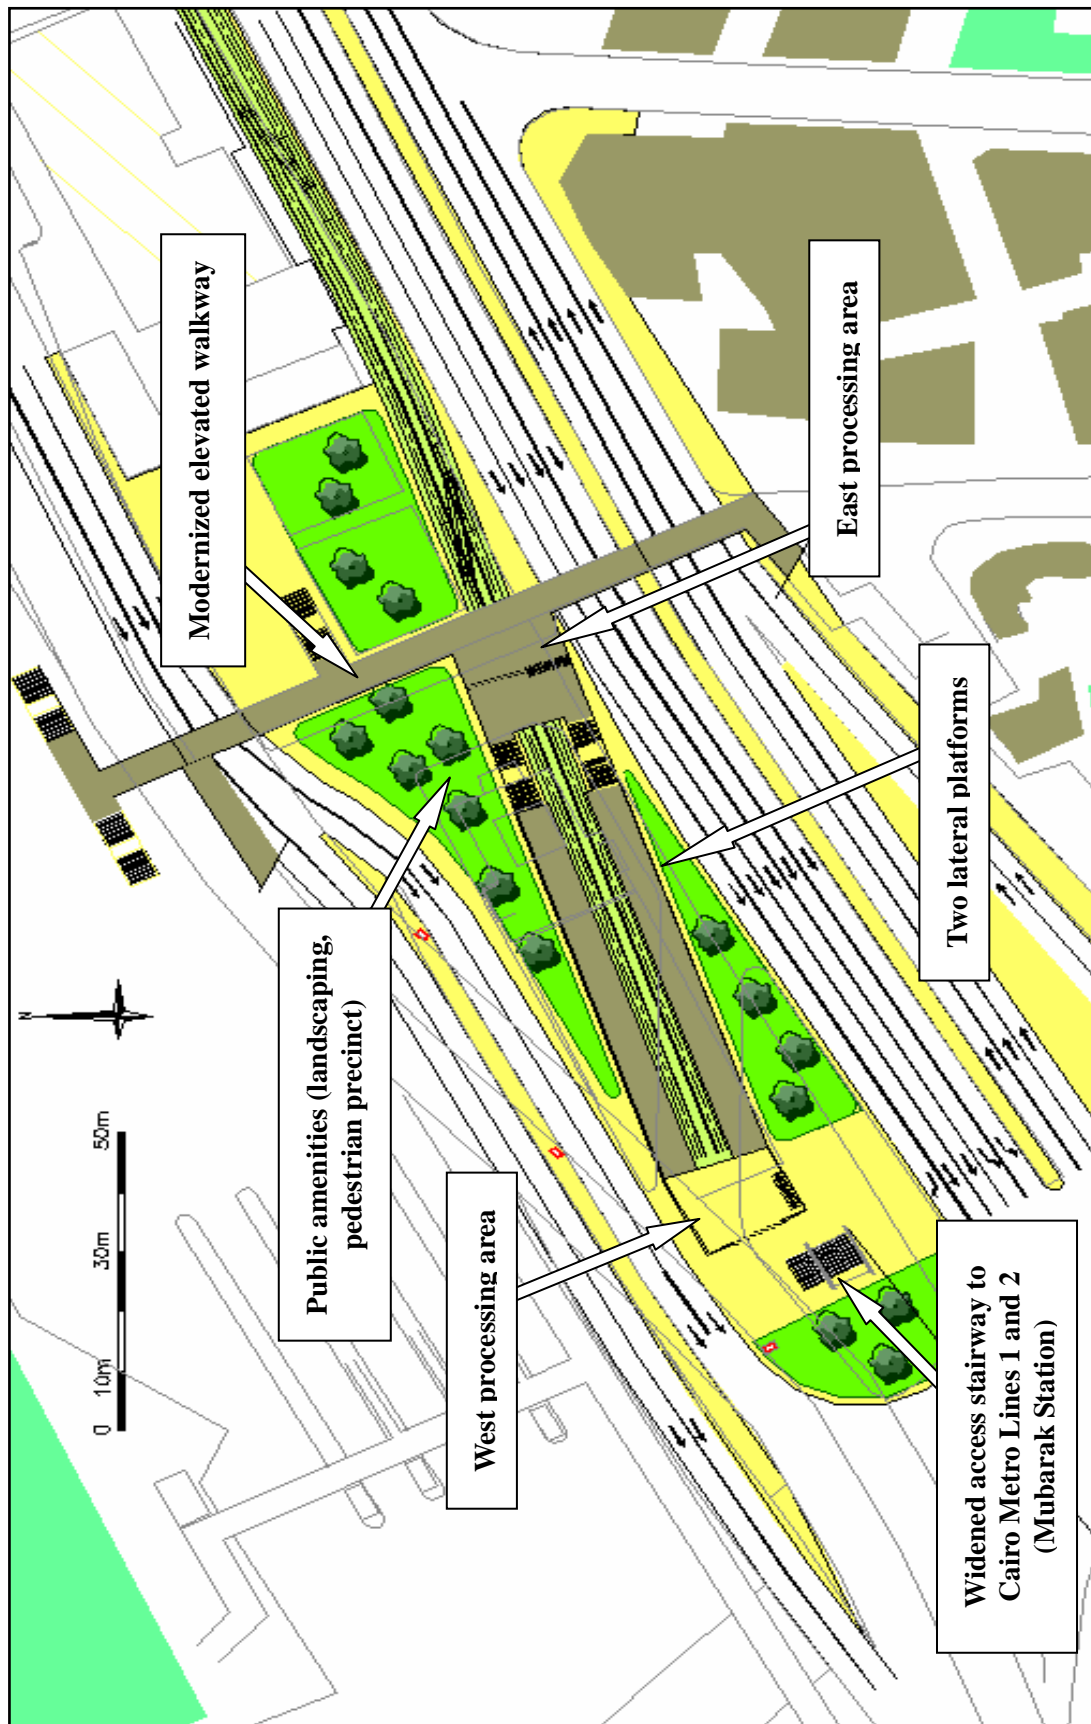 Modernized elevated walkway
East processing area
Public amenities (landscaping,
pedestrian precinct)
Two lateral platforms
West processing area
Widened access stairway to
Cairo Metro Lines 1 and 2
(Mubarak Station)
N
0 10m 30m 50m